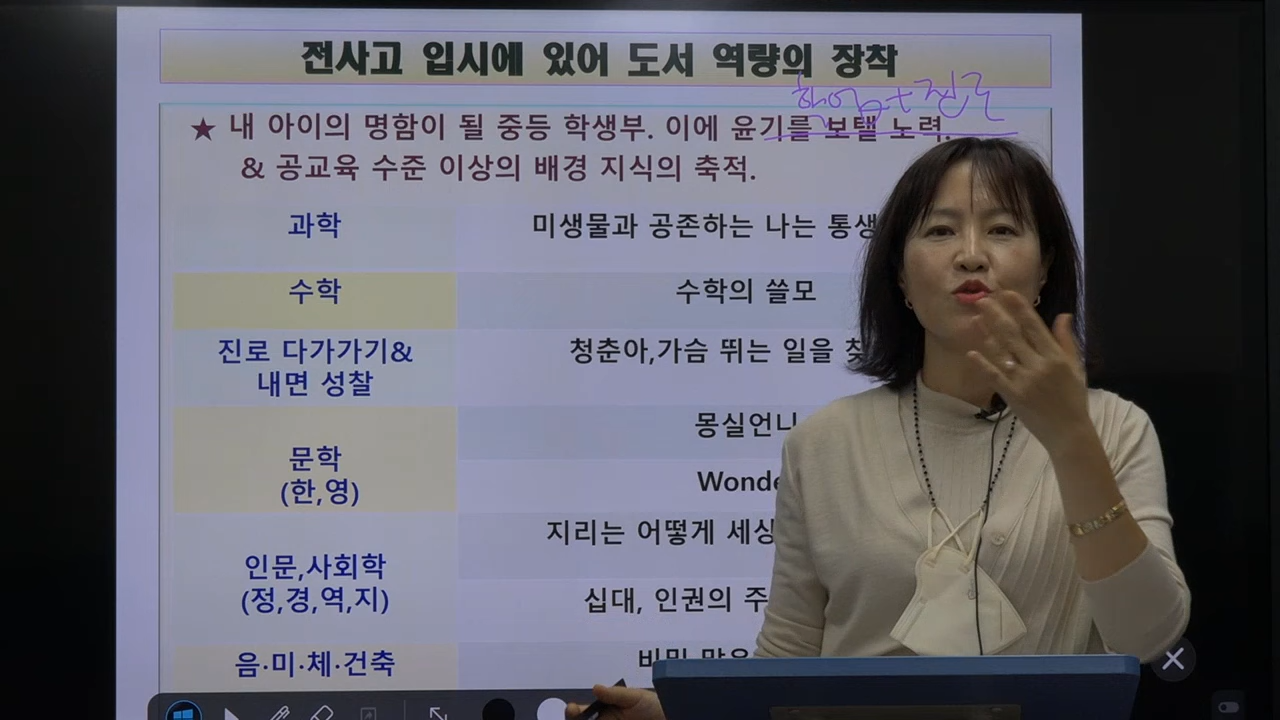 전사고 입시에 있어 도서 역량의 장착
학업+진로
★ 내 아이의 명함이 될 중등 학생부. 이에 윤기를 보탤 노력.
& 공교육 수준 이상의 배경 지식의 축적.
과학
미생물과 공존하는 나는 통생
수학
수학의 쓸모
진로 다가가기&
내면 성찰
청춘아,가슴 뛰는 일을 찾
문학
(한,영)
몽실언니
Wonde
인문,사회학
(정,경,역,지)
지리는 어떻게 세상
십대, 인권의 주
음·미·체·건축